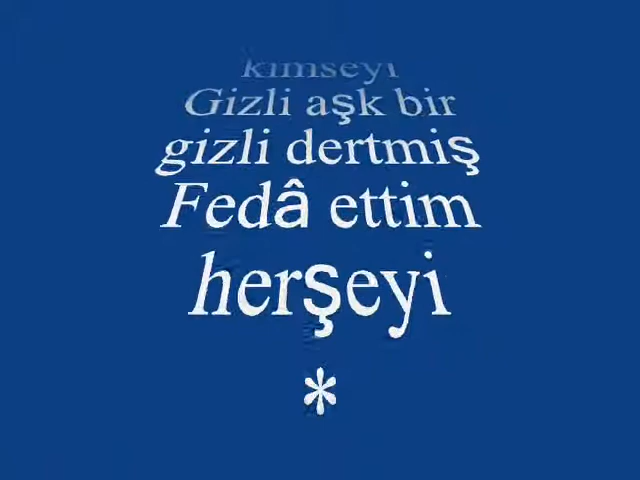 kimseyi
Gizli aşk bir
gizli dertmiş
Fedâ ettim
herşeyi
*